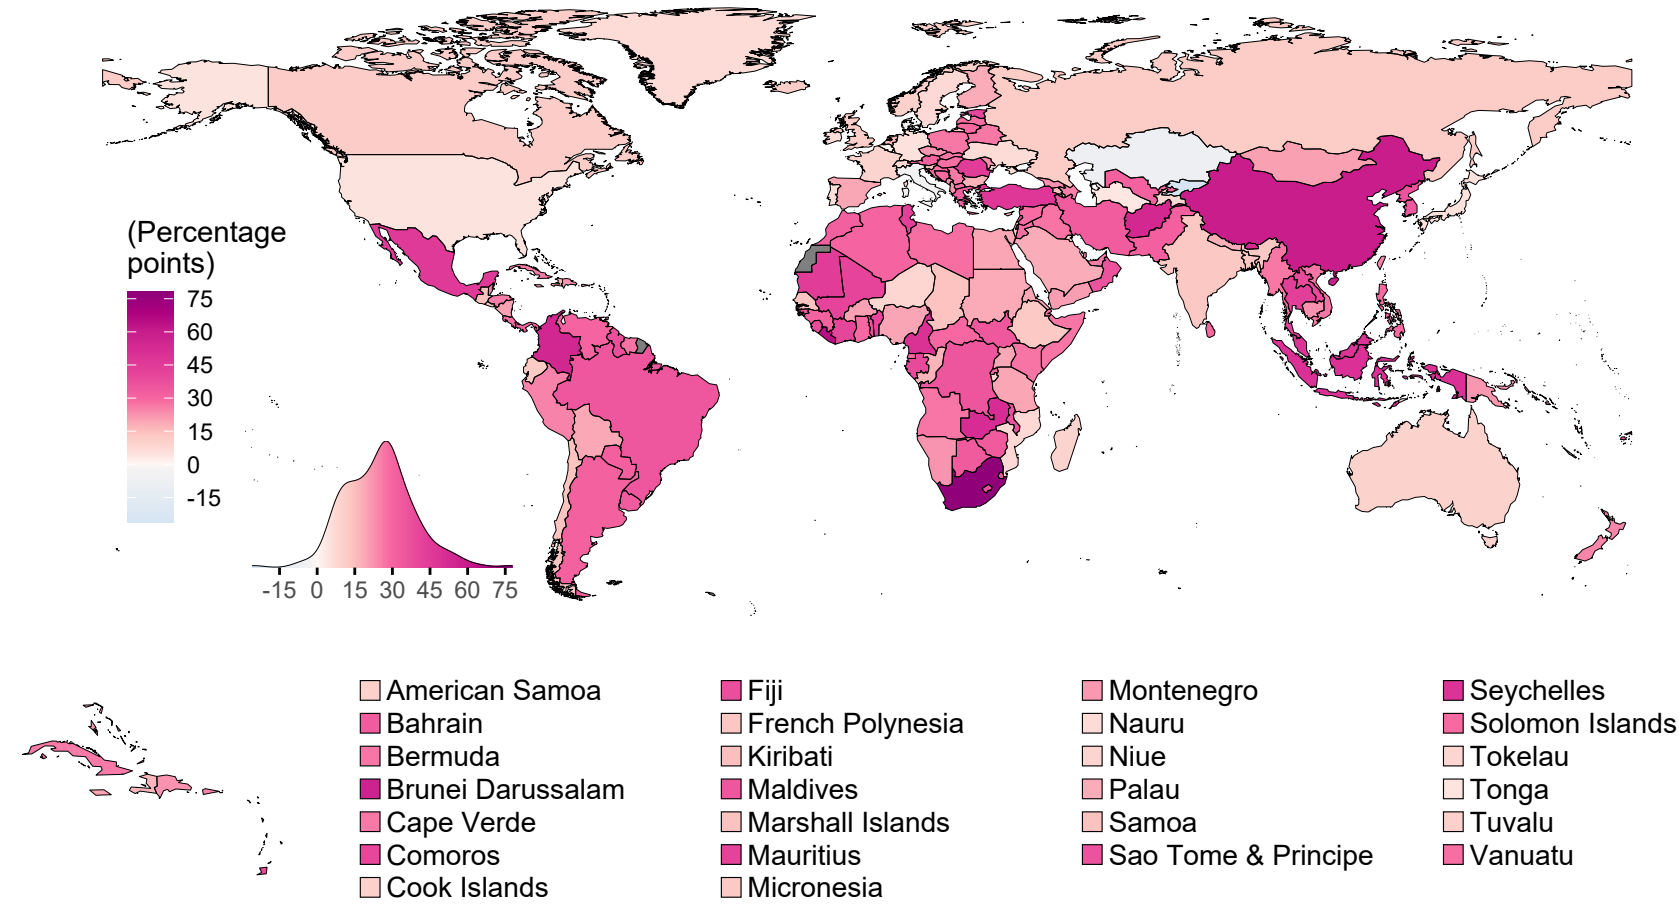 (Percentage
points)
75
60
45
30
15
0
-15
-15 0 15 30 45 60 75
American Samoa
Bahrain
Bermuda
Brunei Darussalam
Cape Verde
Comoros
Cook Islands
Fiji
French Polynesia
Kiribati
Maldives
Marshall Islands
Mauritius
Micronesia
Montenegro
Nauru
Niue
Palau
Samoa
Sao Tome & Principe
Seychelles
Solomon Islands
Tokelau
Tonga
Tuvalu
Vanuatu